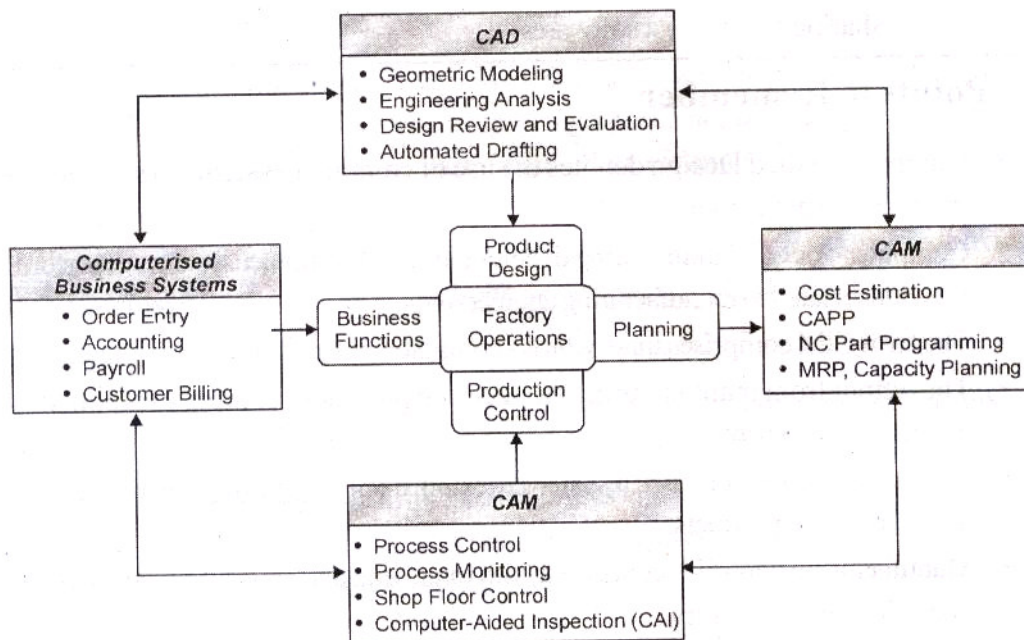 CAD
• Geometric Modeling
• Engineering Analysis
• Design Review and Evaluation
• Automated Drafting
Computerised
Business Systems
• Order Entry
• Accounting
• Payroll
• Customer Billing
Product
Design
Business
Functions
Factory
Operations
Planning
Production
Control
CAM
• Cost Estimation
• CAPP
• NC Part Programming
• MRP, Capacity Planning
CAM
• Process Control
• Process Monitoring
• Shop Floor Control
• Computer-Aided Inspection (CAI)